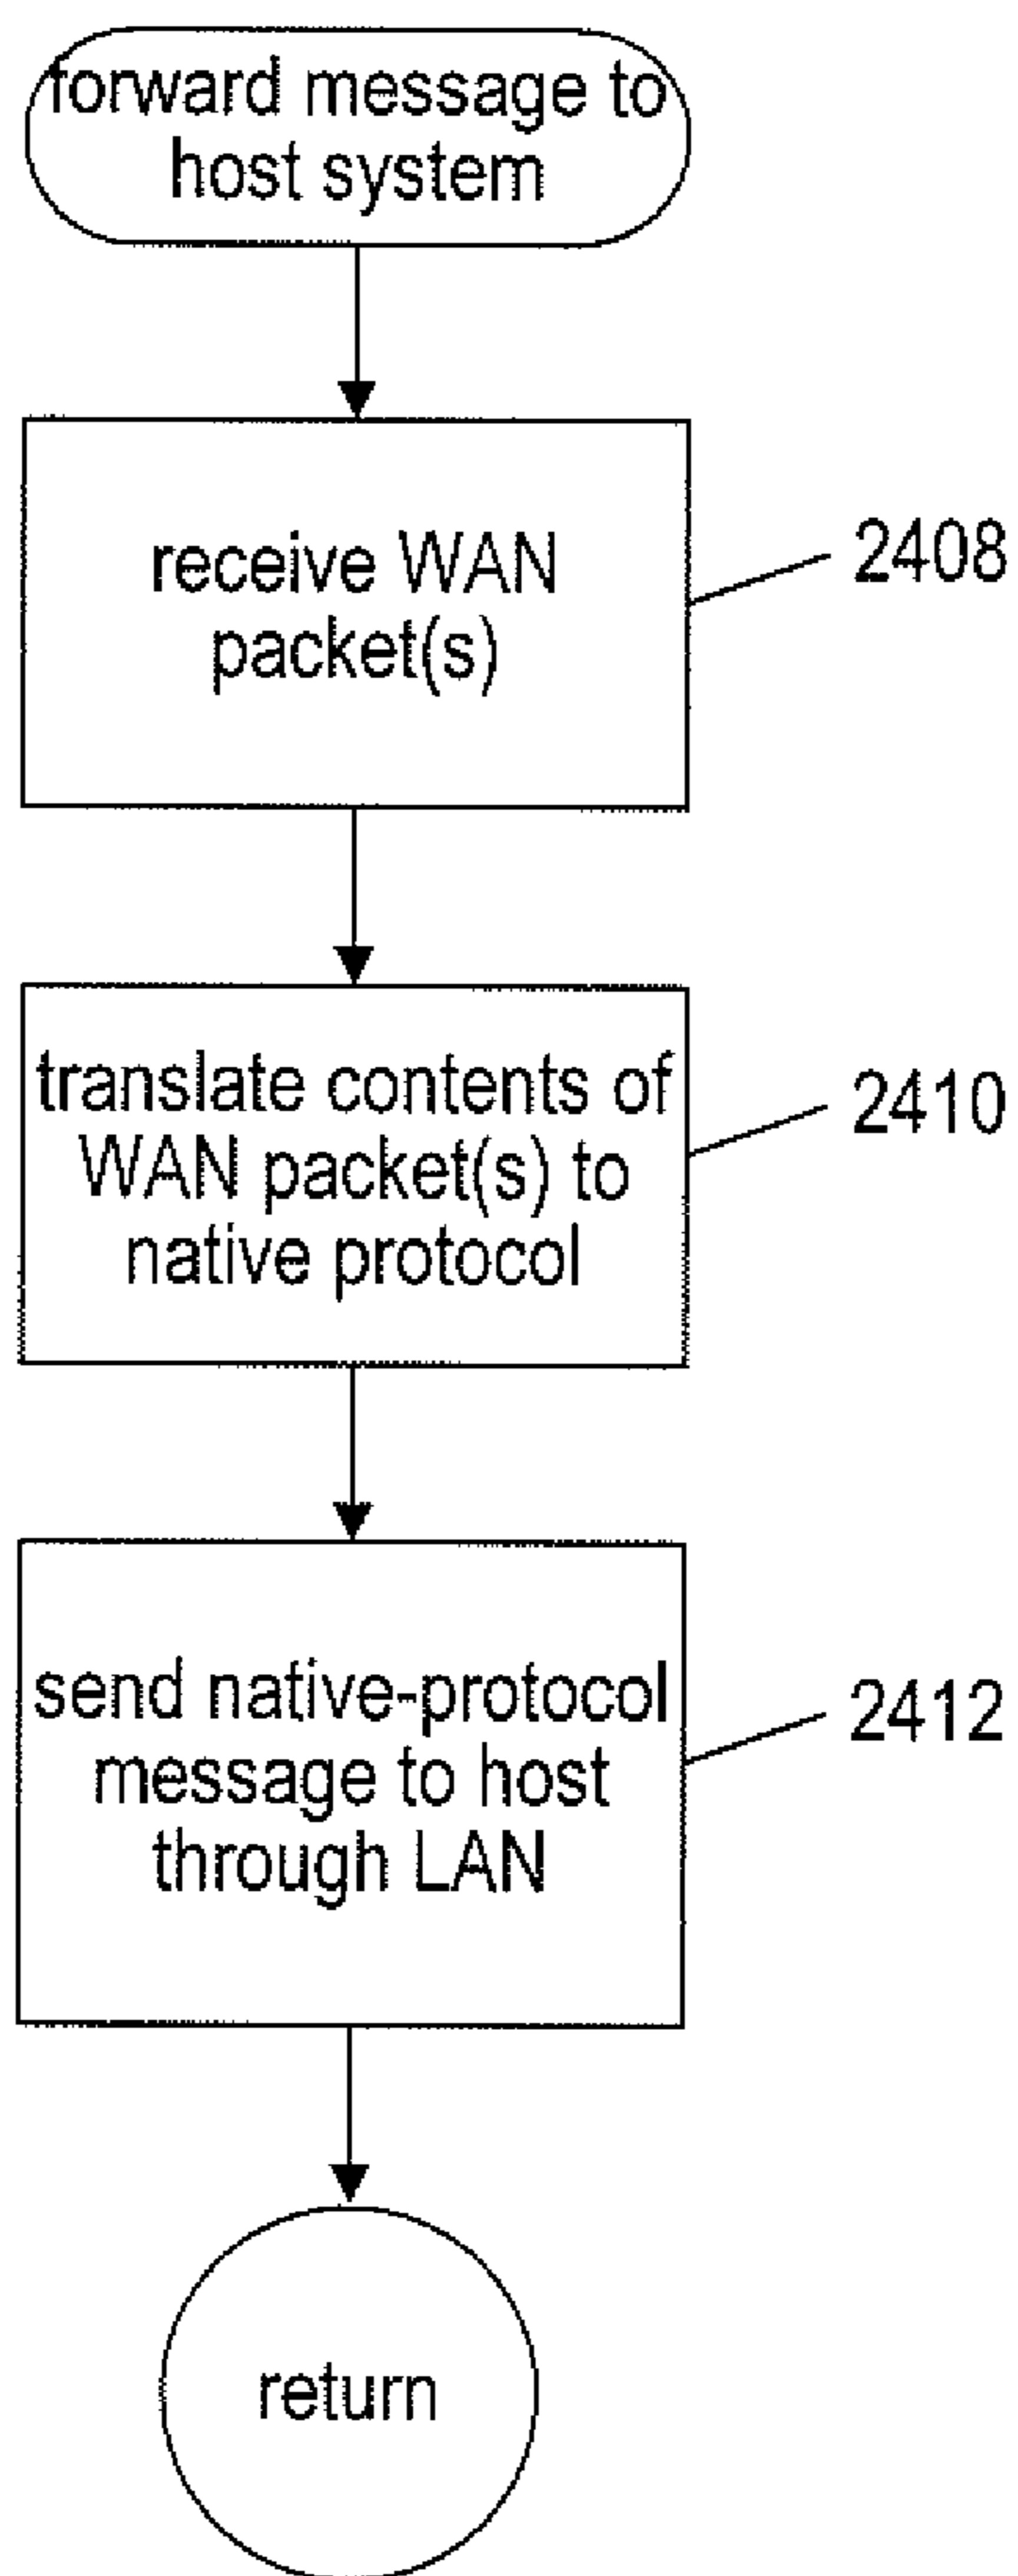 forward message to
host system
receive WAN
packet(s)
2408
translate contents of
WAN packet(s) to
native protocol
2410
send native-protocol
message to host
through LAN
2412
return